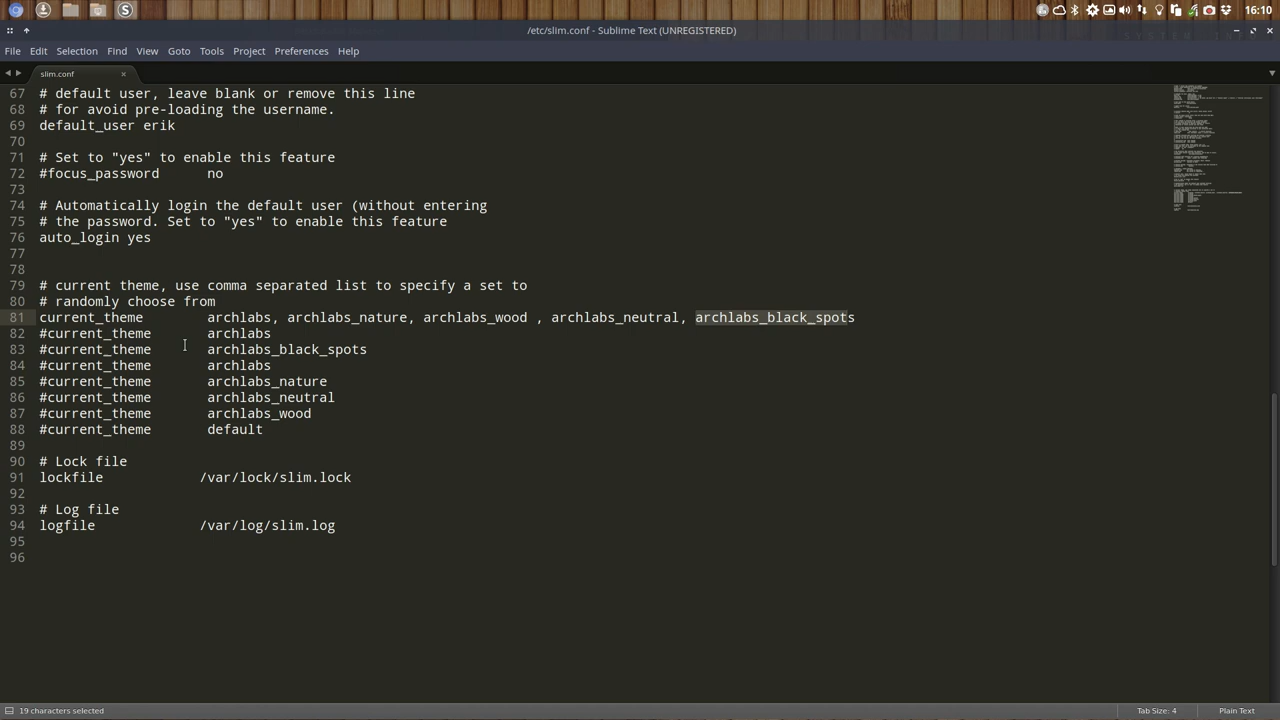 16:10
/etc/slim.conf - Sublime Text (UNREGISTERED)
File Edit Selection Find View Goto Tools Project Preferences Help
slim.conf
67 # default user, leave blank or remove this line
68 # for avoid pre-loading the username.
69 default_user erik
70
71 # Set to "yes" to enable this feature
72 #focus_password no
73
74 # Automatically login the default user (without entering
75 # the password. Set to "yes" to enable this feature
76 auto_login yes
77
78
79 # current theme, use comma separated list to specify a set to
80 # randomly choose from
81 current_theme archlabs, archlabs_nature, archlabs_wood , archlabs_neutral, archlabs_black_spots
82 #current_theme archlabs
83 #current_theme archlabs_black_spots
84 #current_theme archlabs
85 #current_theme archlabs_nature
86 #current_theme archlabs_neutral
87 #current_theme archlabs_wood
88 #current_theme default
89
90 # Lock file
91 lockfile /var/lock/slim.lock
92
93 # Log file
94 logfile /var/log/slim.log
95
96
19 characters selected
Tab Size: 4
Plain Text